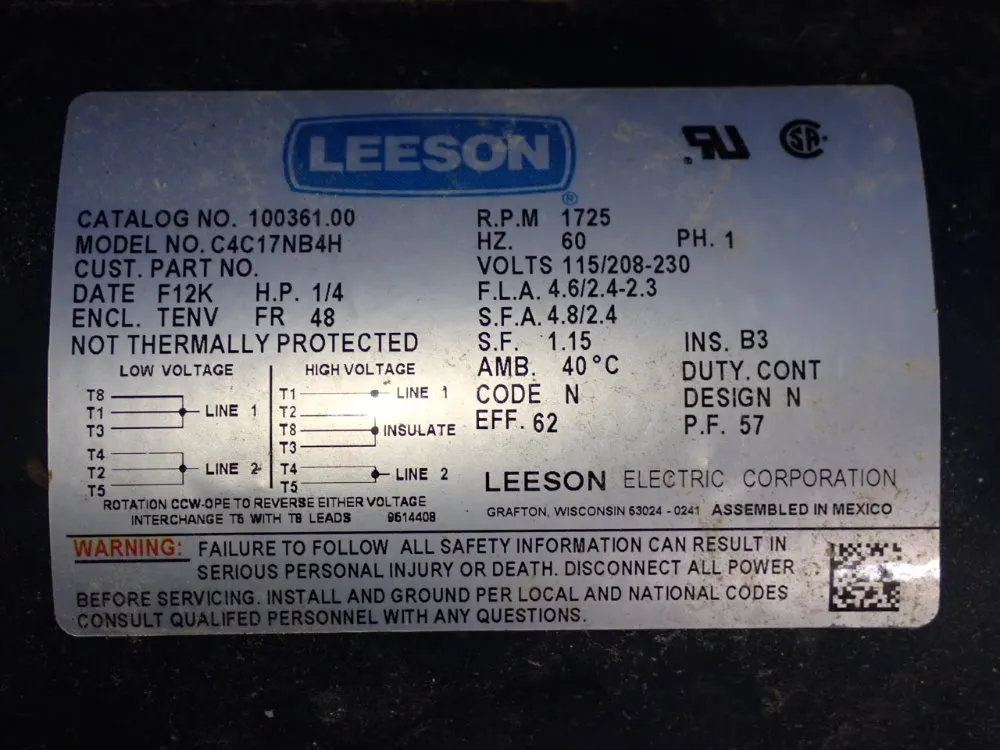 LEESON
®
CATALOG NO. 100361.00
MODEL NO. C4C17NB4H
CUST. PART NO.
DATE F12K H.P. 1/4
ENCL. TENV FR 48
NOT THERMALLY PROTECTED
R.P.M 1725
HZ. 60 PH. 1
VOLTS 115/208-230
F.L.A. 4.6/2.4-2.3
S.F.A. 4.8/2.4
S.F. 1.15 INS. B3
AMB. 40°C DUTY. CONT
CODE N DESIGN N
EFF. 62 P.F. 57
LOW VOLTAGE
T8
T1 LINE 1
T3
T4
T2 LINE 2
T5
HIGH VOLTAGE
T1 LINE 1
T2
T8 INSULATE
T3
T4 LINE 2
T5
ROTATION CCW-OPE TO REVERSE EITHER VOLTAGE
INTERCHANGE T5 WITH T8 LEADS 9614408
LEESON ELECTRIC CORPORATION
GRAFTON, WISCONSIN 53024 - 0241 ASSEMBLED IN MEXICO
WARNING: FAILURE TO FOLLOW ALL SAFETY INFORMATION CAN RESULT IN
SERIOUS PERSONAL INJURY OR DEATH. DISCONNECT ALL POWER
BEFORE SERVICING. INSTALL AND GROUND PER LOCAL AND NATIONAL CODES
CONSULT QUALIFED PERSONNEL WITH ANY QUESTIONS.